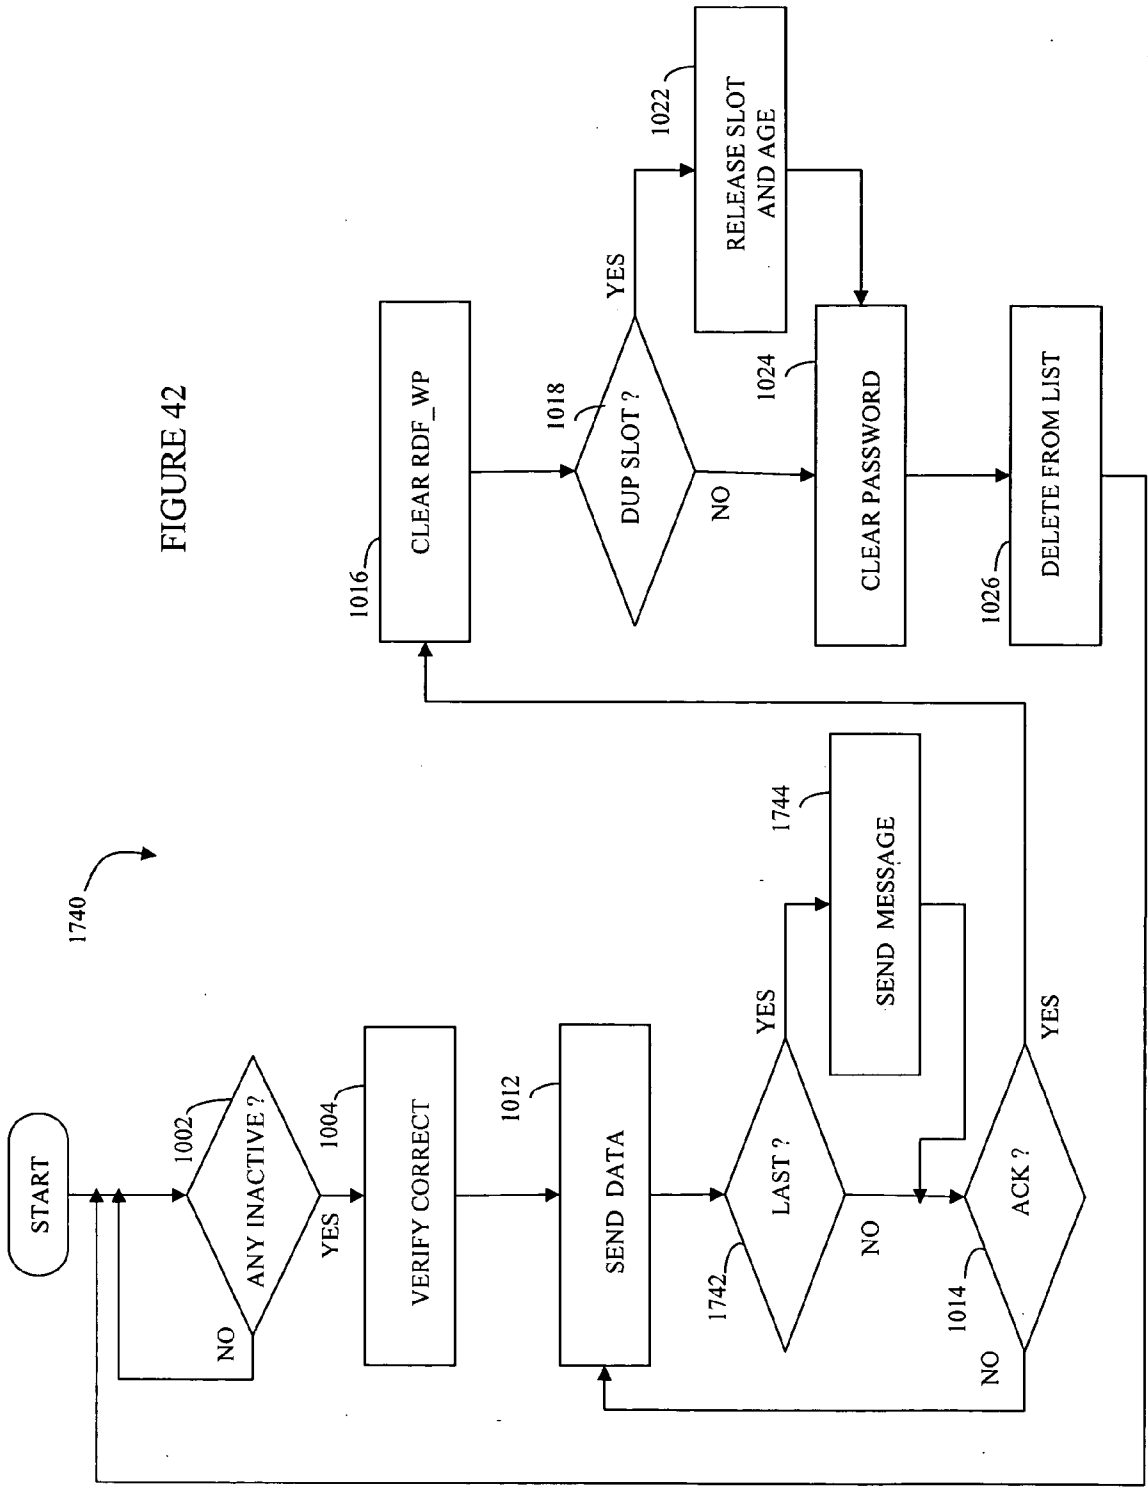 FIGURE 42
1740
START
1002
ANY INACTIVE ?
NO
YES
1004
VERIFY CORRECT
1012
SEND DATA
1742
LAST ?
YES
NO
1744
SEND MESSAGE
1014
ACK ?
NO
YES
1016
CLEAR RDF_WP
1018
DUP SLOT ?
YES
NO
1022
RELEASE SLOT
AND AGE
1024
CLEAR PASSWORD
1026
DELETE FROM LIST